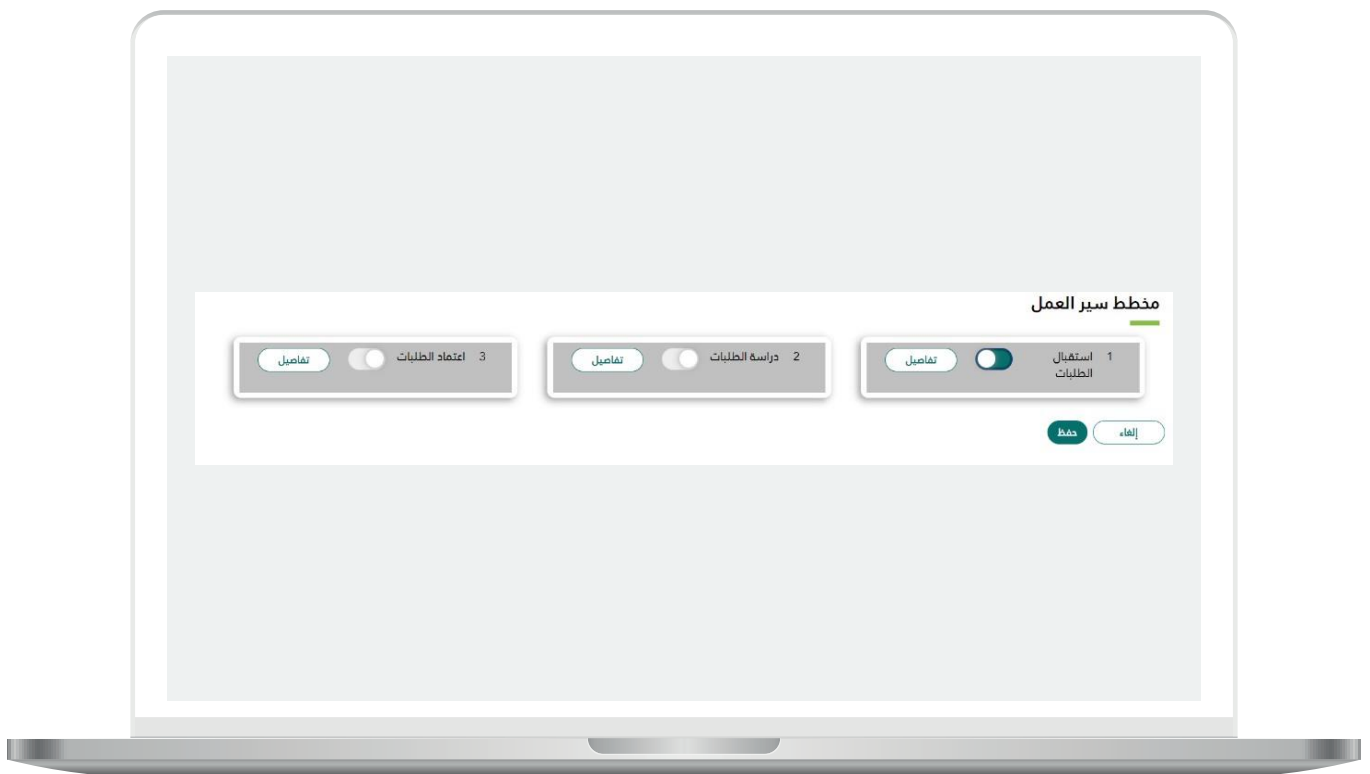 مخطط سير العمل
1 استقبال
الطلبات
تفاصيل
2 دراسة الطلبات
تفاصيل
3 اعتماد الطلبات
تفاصيل
إلغاء
حفظ